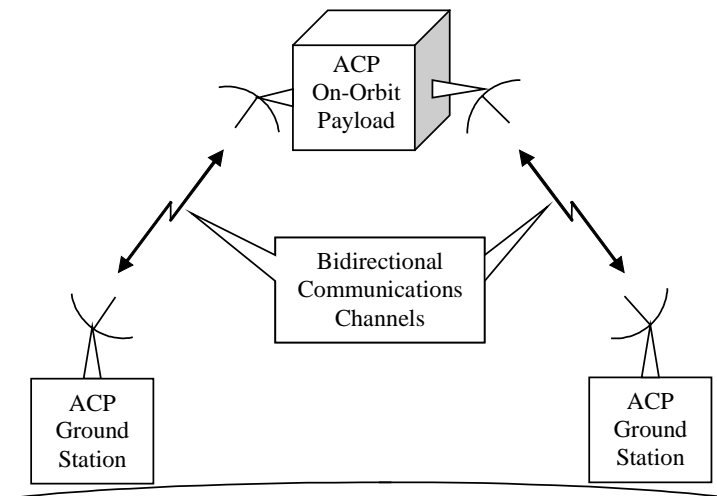 ACP
On-Orbit
Payload
Bidirectional
Communications
Channels
ACP
Ground
Station
ACP
Ground
Station